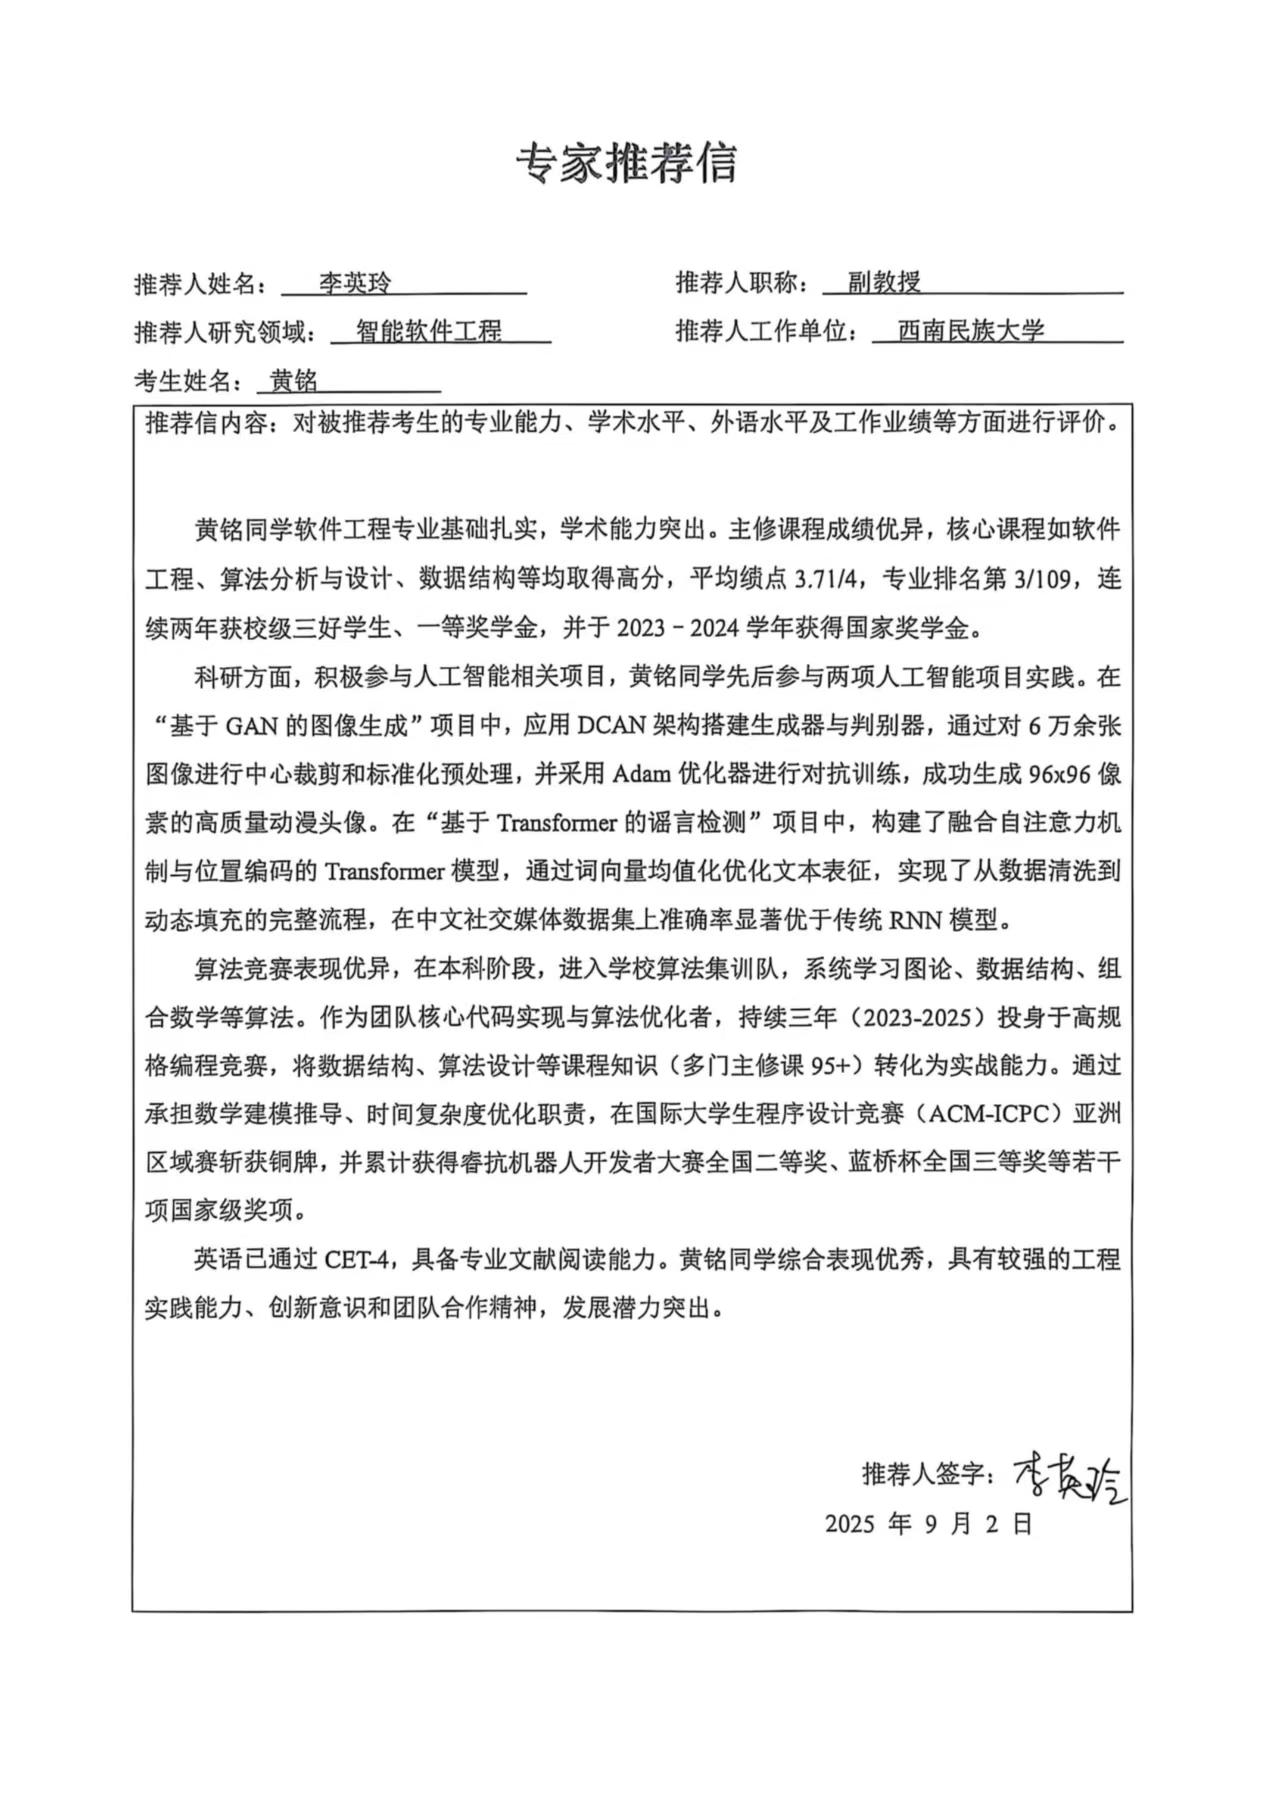 专家推荐信
推荐人姓名： 李英玲 推荐人职称： 副教授
推荐人研究领域： 智能软件工程 推荐人工作单位： 西南民族大学
考生姓名： 黄铭
推荐信内容：对被推荐考生的专业能力、学术水平、外语水平及工作业绩等方面进行评价。
黄铭同学软件工程专业基础扎实，学术能力突出。主修课程成绩优异，核心课程如软件
工程、算法分析与设计、数据结构等均取得高分，平均绩点 3.71/4，专业排名第 3/109，连
续两年获校级三好学生、一等奖学金，并于 2023－2024 学年获得国家奖学金。
科研方面，积极参与人工智能相关项目，黄铭同学先后参与两项人工智能项目实践。在
“基于 GAN 的图像生成”项目中，应用 DCAN 架构搭建生成器与判别器，通过对 6 万余张
图像进行中心裁剪和标准化预处理，并采用 Adam 优化器进行对抗训练，成功生成 96x96 像
素的高质量动漫头像。在“基于 Transformer 的谣言检测”项目中，构建了融合自注意力机
制与位置编码的 Transformer 模型，通过词向量均值化优化文本表征，实现了从数据清洗到
动态填充的完整流程，在中文社交媒体数据集上准确率显著优于传统 RNN 模型。
算法竞赛表现优异，在本科阶段，进入学校算法集训队，系统学习图论、数据结构、组
合数学等算法。作为团队核心代码实现与算法优化者，持续三年（2023-2025）投身于高规
格编程竞赛，将数据结构、算法设计等课程知识（多门主修课 95+）转化为实战能力。通过
承担数学建模推导、时间复杂度优化职责，在国际大学生程序设计竞赛（ACM-ICPC）亚洲
区域赛斩获铜牌，并累计获得睿抗机器人开发者大赛全国二等奖、蓝桥杯全国三等奖等若干
项国家级奖项。
英语已通过 CET-4，具备专业文献阅读能力。黄铭同学综合表现优秀，具有较强的工程
实践能力、创新意识和团队合作精神，发展潜力突出。
推荐人签字：李英玲
2025 年 9 月 2 日